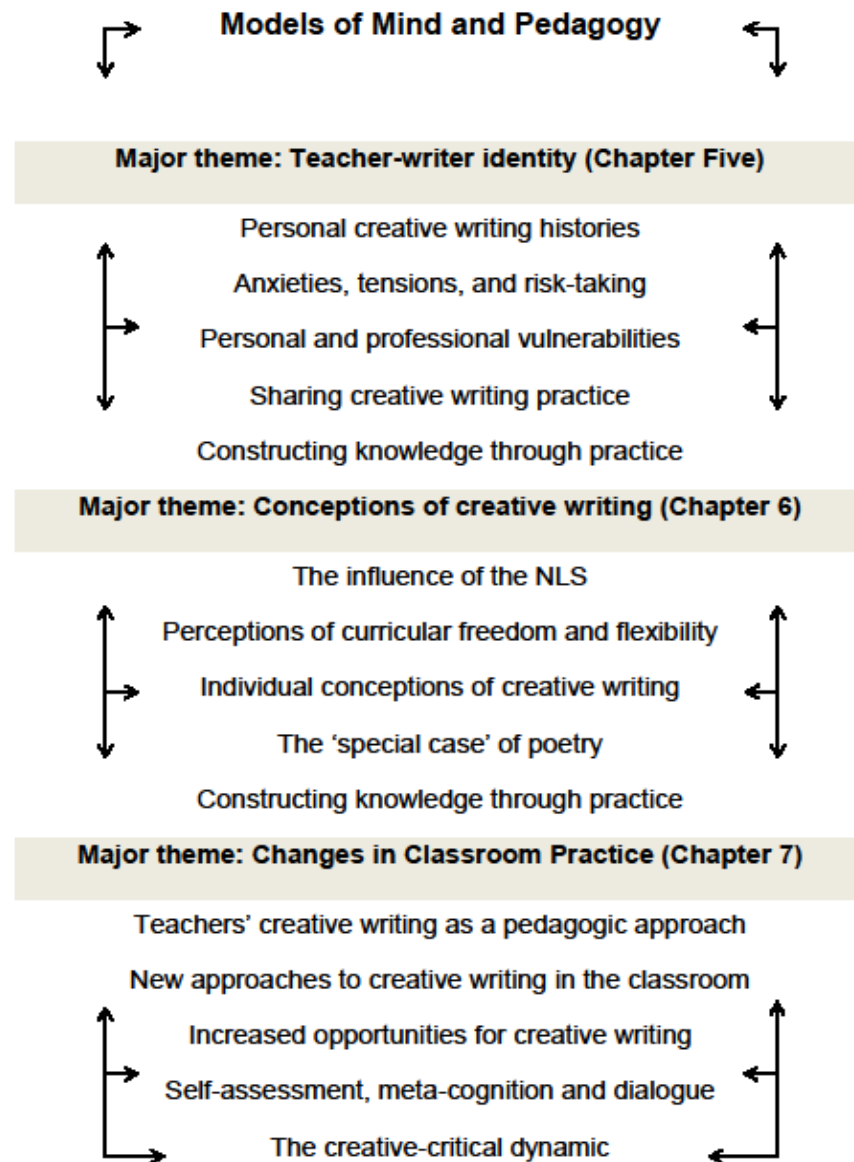 Models of Mind and Pedagogy
Major theme: Teacher-writer identity (Chapter Five)
Personal creative writing histories
Anxieties, tensions, and risk-taking
Personal and professional vulnerabilities
Sharing creative writing practice
Constructing knowledge through practice
Major theme: Conceptions of creative writing (Chapter 6)
The influence of the NLS
Perceptions of curricular freedom and flexibility
Individual conceptions of creative writing
The ‘special case’ of poetry
Constructing knowledge through practice
Major theme: Changes in Classroom Practice (Chapter 7)
Teachers’ creative writing as a pedagogic approach
New approaches to creative writing in the classroom
Increased opportunities for creative writing
Self-assessment, meta-cognition and dialogue
The creative-critical dynamic